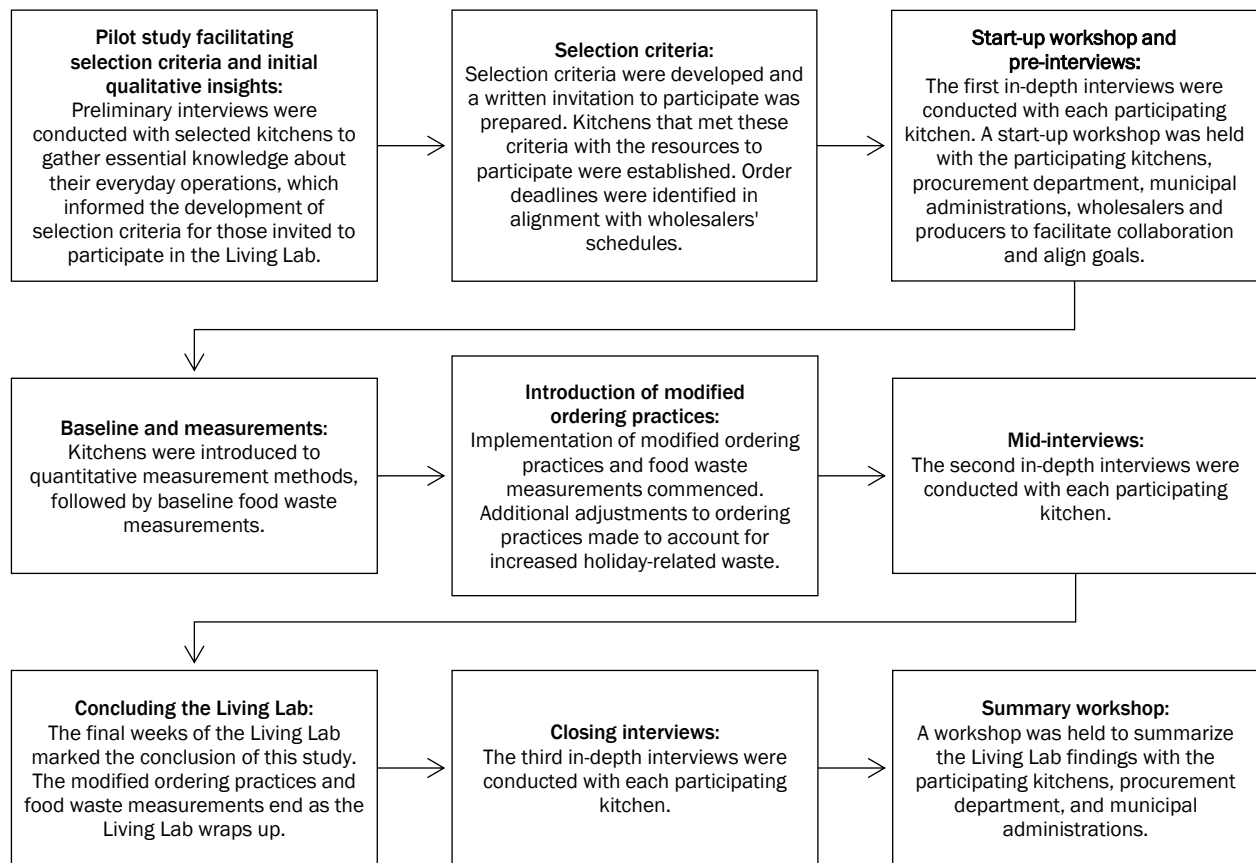 Pilot study facilitating
selection criteria and initial
qualitative insights:
Preliminary interviews were
conducted with selected kitchens to
gather essential knowledge about
their everyday operations, which
informed the development of
selection criteria for those invited to
participate in the Living Lab.
Selection criteria:
Selection criteria were developed and
a written invitation to participate was
prepared. Kitchens that met these
criteria with the resources to
participate were established. Order
deadlines were identified in
alignment with wholesalers'
schedules.
Start-up workshop and
pre-interviews:
The first in-depth interviews were
conducted with each participating
kitchen. A start-up workshop was held
with the participating kitchens,
procurement department, municipal
administrations, wholesalers and
producers to facilitate collaboration
and align goals.
Baseline and measurements:
Kitchens were introduced to
quantitative measurement methods,
followed by baseline food waste
measurements.
Introduction of modified
ordering practices:
Implementation of modified ordering
practices and food waste
measurements commenced.
Additional adjustments to ordering
practices made to account for
increased holiday-related waste.
Mid-interviews:
The second in-depth interviews were
conducted with each participating
kitchen.
Concluding the Living Lab:
The final weeks of the Living Lab
marked the conclusion of this study.
The modified ordering practices and
food waste measurements end as the
Living Lab wraps up.
Closing interviews:
The third in-depth interviews were
conducted with each participating
kitchen.
Summary workshop:
A workshop was held to summarize
the Living Lab findings with the
participating kitchens, procurement
department, and municipal
administrations.